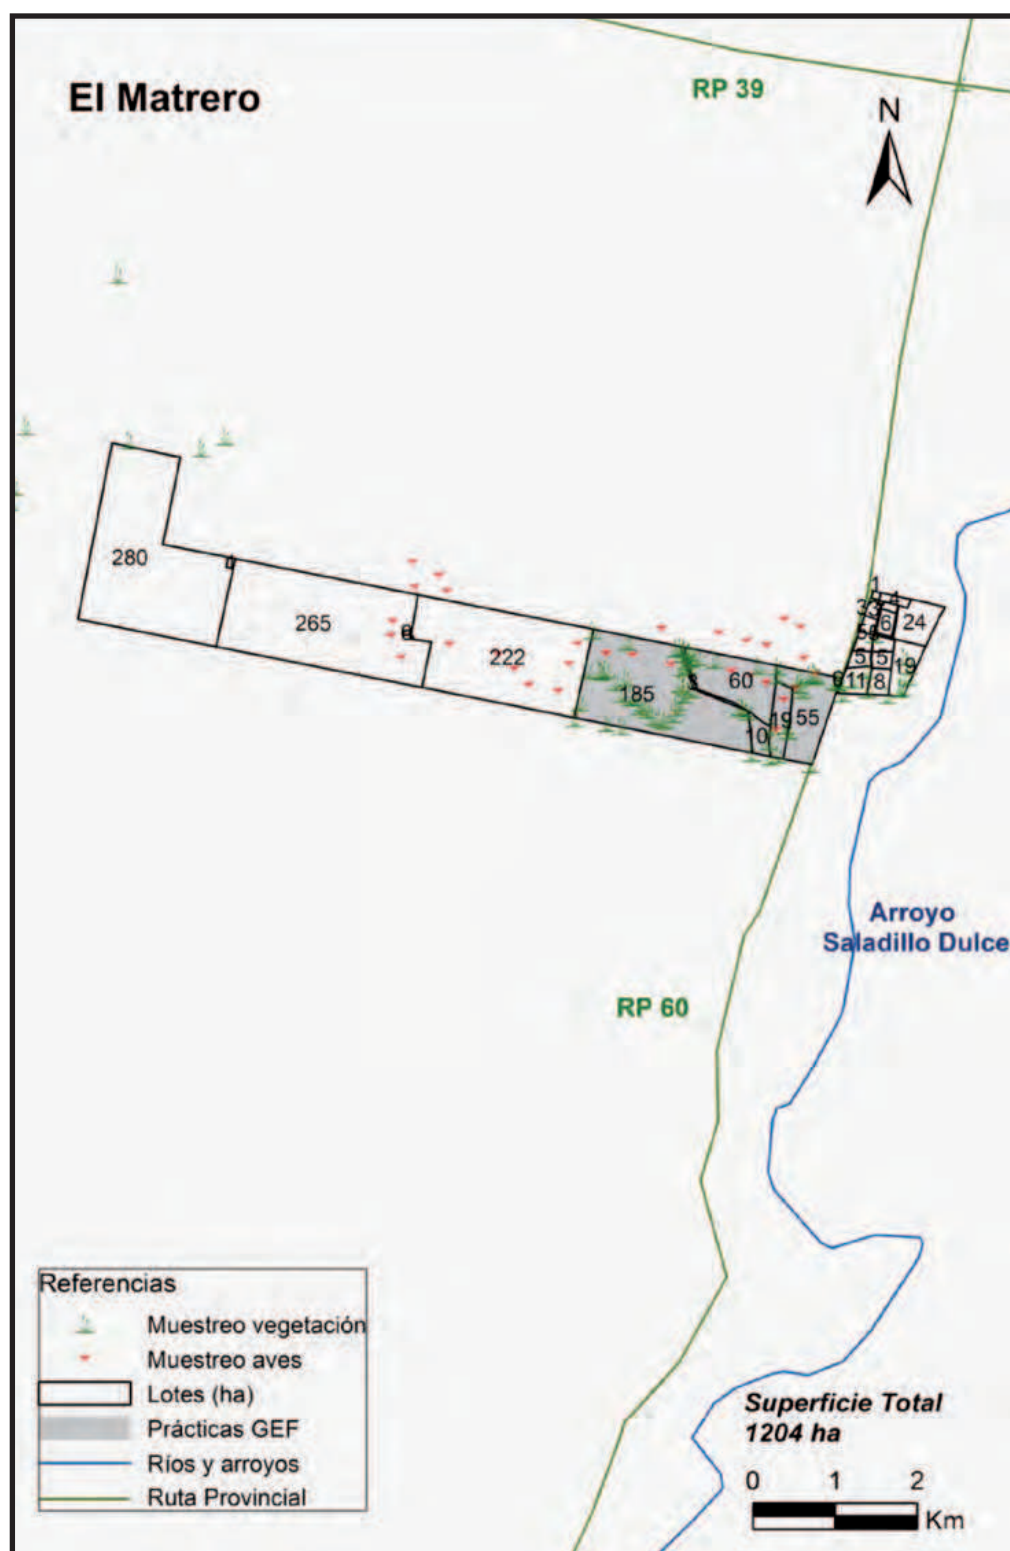 El Matrero
RP 39
N
280
265
222
185
3
60
10
19
55
1
3
6
24
5
5
19
11
8
Arroyo
Saladillo Dulce
RP 60
Referencias
Muestreo vegetación
Muestreo aves
Lotes (ha)
Prácticas GEF
Ríos y arroyos
Ruta Provincial
Superficie Total
1204 ha
0 1 2
Km